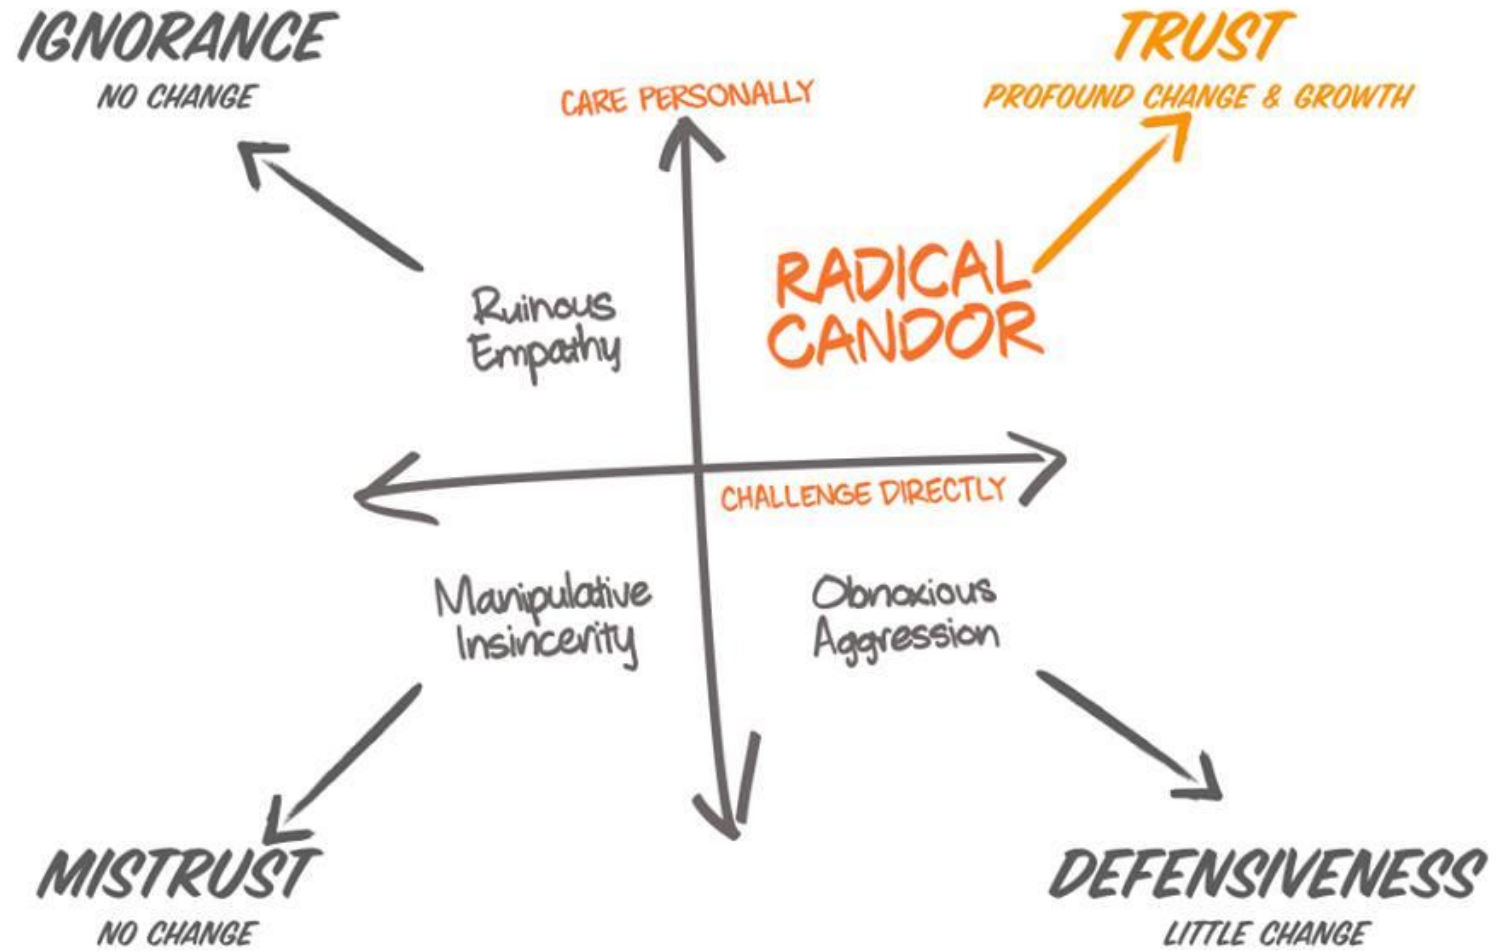 IGNORANCE
NO CHANGE
TRUST
PROFOUND CHANGE & GROWTH
CARE PERSONALLY
RADICAL
CANDOR
Ruinous
Empathy
CHALLENGE DIRECTLY
Manipulative
Insincerity
Obnoxious
Aggression
MISTRUST
NO CHANGE
DEFENSIVENESS
LITTLE CHANGE